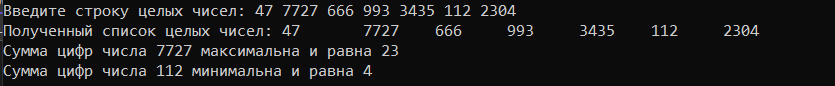 Введите строку целых чисел: 47 7727 666 993 3435 112 2304
Полученный список целых чисел: 47 7727 666 993 3435 112 2304
Сумма цифр числа 7727 максимальна и равна 23
Сумма цифр числа 112 минимальна и равна 4